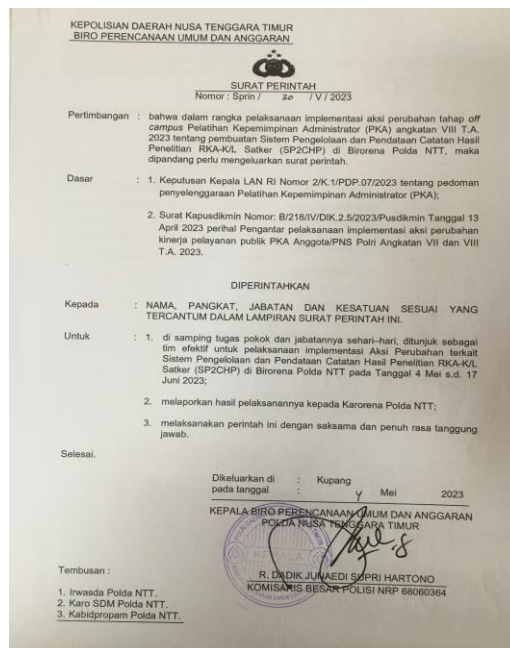 KEPOLISIAN DAERAH NUSA TENGGARA TIMUR
BIRO PERENCANAAN UMUM DAN ANGGARAN
SURAT PERINTAH
Nomor : Sprin / 30 / V / 2023
Pertimbangan : bahwa dalam rangka pelaksanaan implementasi aksi perubahan tahap off
campus Pelatihan Kepemimpinan Administrator (PKA) angkatan VIII T.A.
2023 tentang pembuatan Sistem Pengelolaan dan Pendataan Catatan Hasil
Penelitian RKA-K/L Satker (SP2CHP) di Birorena Polda NTT, maka
dipandang perlu mengeluarkan surat perintah.
Dasar : 1. Keputusan Kepala LAN RI Nomor 2/K.1/PDP.07/2023 tentang pedoman
penyelenggaraan Pelatihan Kepemimpinan Administrator (PKA);
2. Surat Kapusdikmin Nomor: B/218/IV/DIK.2.5/2023/Pusdikmin Tanggal 13
April 2023 perihal Pengantar pelaksanaan implementasi aksi perubahan
kinerja pelayanan publik PKA Anggota/PNS Polri Angkatan VII dan VIII
T.A. 2023.
DIPERINTAHKAN
Kepada : NAMA, PANGKAT, JABATAN DAN KESATUAN SESUAI YANG
TERCANTUM DALAM LAMPIRAN SURAT PERINTAH INI.
Untuk : 1. di samping tugas pokok dan jabatannya sehari–hari, ditunjuk sebagai
tim efektif untuk pelaksanaan implementasi Aksi Perubahan terkait
Sistem Pengelolaan dan Pendataan Catatan Hasil Penelitian RKA-K/L
Satker (SP2CHP) di Birorena Polda NTT pada Tanggal 4 Mei s.d. 17
Juni 2023;
2. melaporkan hasil pelaksanannya kepada Karorena Polda NTT;
3. melaksanakan perintah ini dengan saksama dan penuh rasa tanggung
jawab.
Selesai.
Dikeluarkan di : Kupang
pada tanggal : 4 Mei 2023
KEPALA BIRO PERENCANAAN UMUM DAN ANGGARAN
POLDA NUSA TENGGARA TIMUR
KEPALA
R. DADIK JUNAEDI SUPRI HARTONO
KOMISARIS BESAR POLISI NRP 68060364
Tembusan :
1. Irwasda Polda NTT.
2. Karo SDM Polda NTT.
3. Kabidpropam Polda NTT.